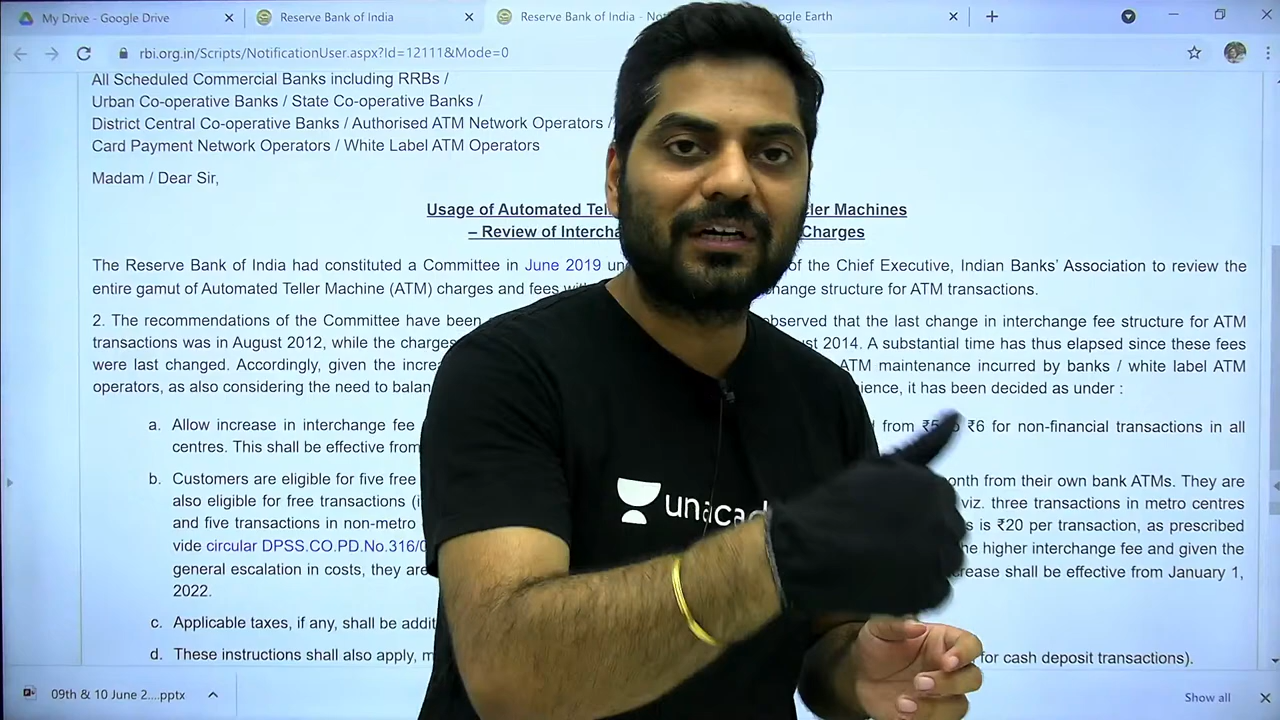 My Drive - Google Drive
Reserve Bank of India
Reserve Bank of India - Not
ogle Earth
rbi.org.in/Scripts/NotificationUser.aspx?Id=12111&Mode=0
All Scheduled Commercial Banks including RRBs /
Urban Co-operative Banks / State Co-operative Banks /
District Central Co-operative Banks / Authorised ATM Network Operators /
Card Payment Network Operators / White Label ATM Operators
Madam / Dear Sir,
Usage of Automated Tell ler Machines
– Review of Intercha Charges
The Reserve Bank of India had constituted a Committee in June 2019 un of the Chief Executive, Indian Banks' Association to review the
entire gamut of Automated Teller Machine (ATM) charges and fees wi hange structure for ATM transactions.
2. The recommendations of the Committee have been observed that the last change in interchange fee structure for ATM
transactions was in August 2012, while the charges ust 2014. A substantial time has thus elapsed since these fees
were last changed. Accordingly, given the increa ATM maintenance incurred by banks / white label ATM
operators, as also considering the need to balan nience, it has been decided as under :
a. Allow increase in interchange fee from ₹5 to ₹6 for non-financial transactions in all
centres. This shall be effective from
b. Customers are eligible for five free onth from their own bank ATMs. They are
also eligible for free transactions (i viz. three transactions in metro centres
and five transactions in non-metro s is ₹20 per transaction, as prescribed
vide circular DPSS.CO.PD.No.316/0 he higher interchange fee and given the
general escalation in costs, they are crease shall be effective from January 1,
2022.
c. Applicable taxes, if any, shall be addit
d. These instructions shall also apply, m for cash deposit transactions).
unacad
09th & 10 June 2....pptx
Show all